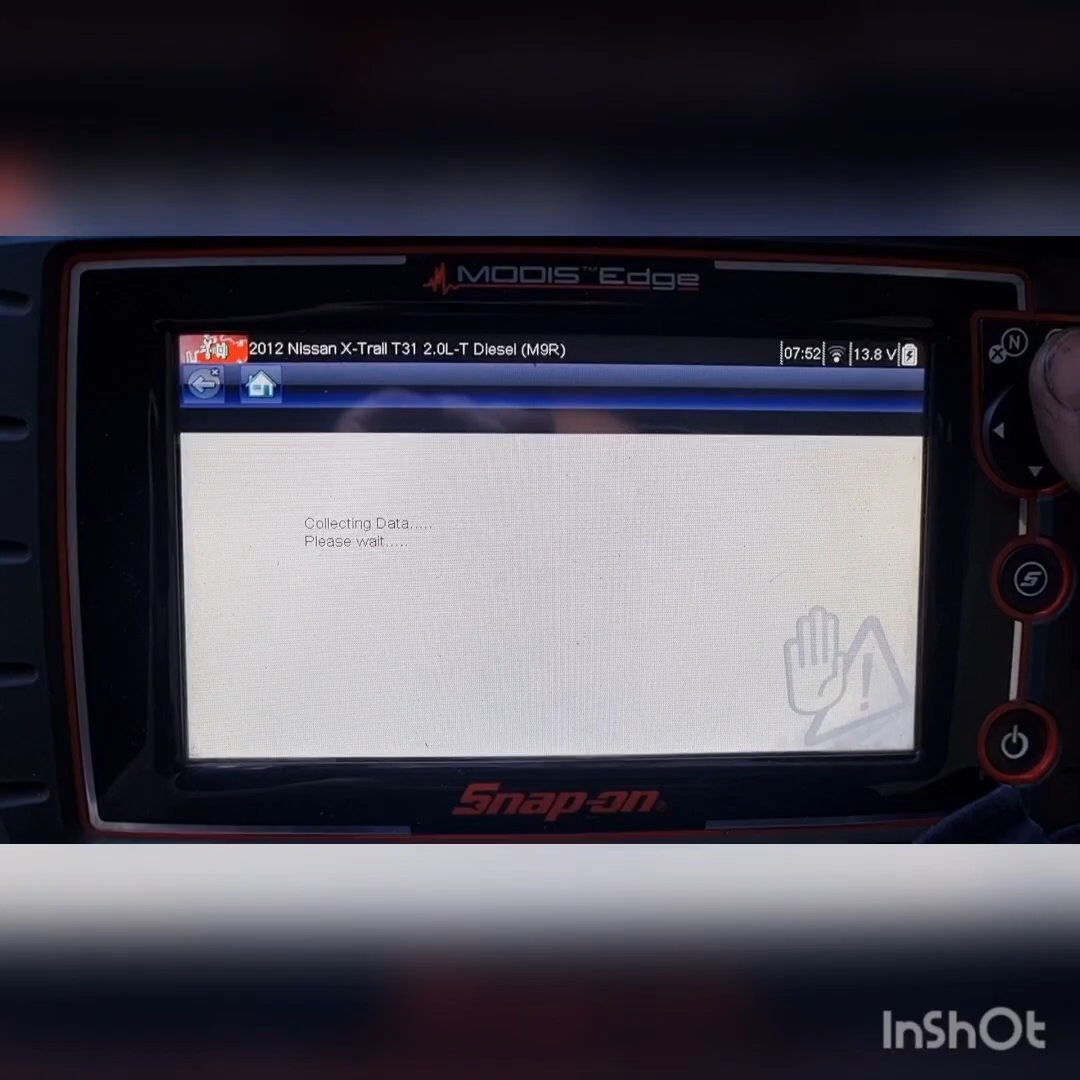 MODIS™ Edge
2012 Nissan X-Trail T31 2.0L-T Diesel (M9R)
07:52
13.8 V
N
X
Collecting Data.....
Please wait.....
S
Snap-on®
InShOt